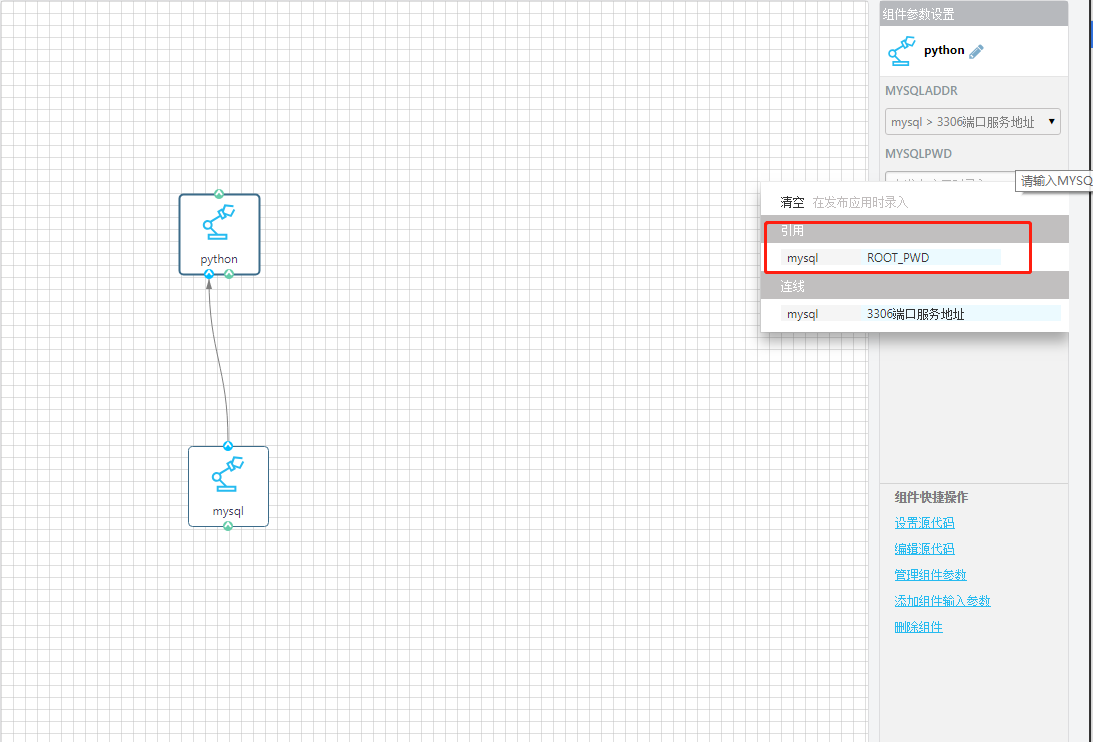 组件参数设置
python
MYSQLADDR
mysql > 3306端口服务地址
MYSQLPWD
请输入MYSQ
清空 在发布应用时录入
引用
mysql ROOT_PWD
连线
mysql 3306端口服务地址
python
mysql
组件快捷操作
设置源代码
编辑源代码
管理组件参数
添加组件输入参数
删除组件